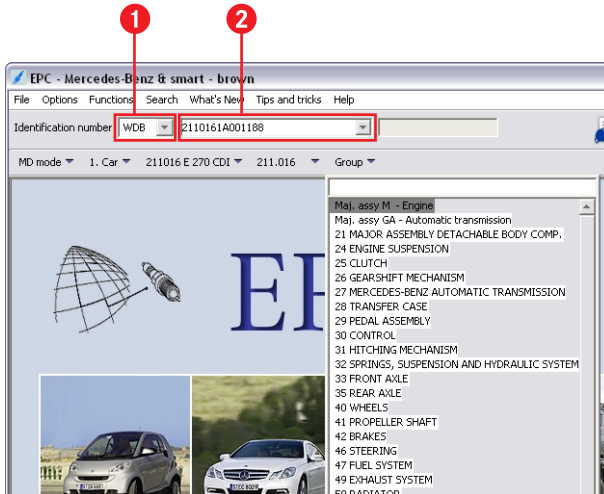 1 2
EPC - Mercedes-Benz & smart - brown
File Options Functions Search What's New Tips and tricks Help
Identification number WDB 2110161A001188
MD mode 1. Car 211016 E 270 CDI 211.016 Group
Maj. assy M - Engine
Maj. assy GA - Automatic transmission
21 MAJOR ASSEMBLY DETACHABLE BODY COMP.
24 ENGINE SUSPENSION
25 CLUTCH
26 GEARSHIFT MECHANISM
27 MERCEDES-BENZ AUTOMATIC TRANSMISSION
28 TRANSFER CASE
29 PEDAL ASSEMBLY
30 CONTROL
31 HITCHING MECHANISM
32 SPRINGS, SUSPENSION AND HYDRAULIC SYSTEM
33 FRONT AXLE
35 REAR AXLE
40 WHEELS
41 PROPELLER SHAFT
42 BRAKES
46 STEERING
47 FUEL SYSTEM
49 EXHAUST SYSTEM
50 RADIATOR
EP